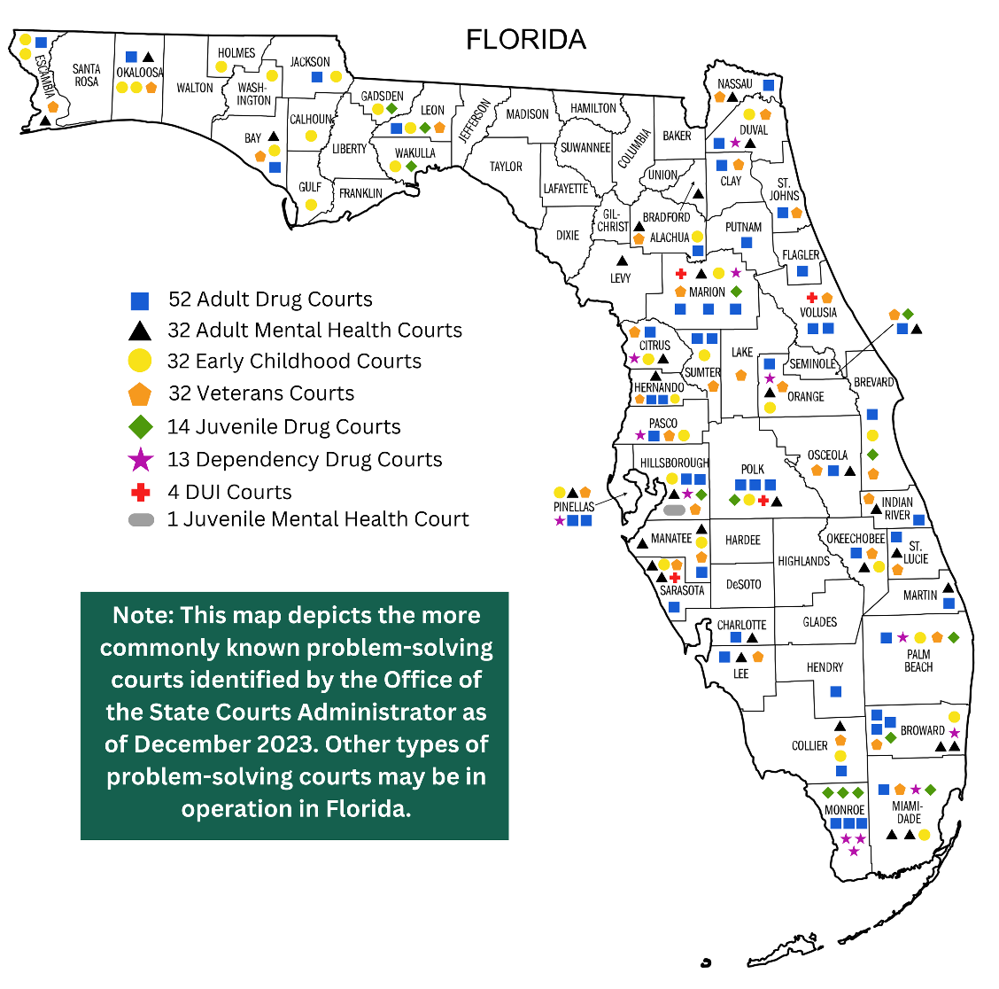 FLORIDA
ESCAMBIA
SANTA
ROSA
OKALOOSA
WALTON
HOLMES
WASH-
INGTON
JACKSON
BAY
CALHOUN
GULF
LIBERTY
GADSDEN
LEON
WAKULLA
FRANKLIN
JEFFERSON
MADISON
TAYLOR
HAMILTON
SUWANNEE
LAFAYETTE
DIXIE
COLUMBIA
GIL-
CHRIST
BAKER
UNION
BRADFORD
ALACHUA
LEVY
NASSAU
DUVAL
CLAY
ST.
JOHNS
PUTNAM
FLAGLER
MARION
VOLUSIA
CITRUS
SUMTER
LAKE
HERNANDO
SEMINOLE
ORANGE
BREVARD
PASCO
HILLSBOROUGH
PINELLAS
POLK
OSCEOLA
INDIAN
RIVER
MANATEE
HARDEE
HIGHLANDS
OKEECHOBEE
ST.
LUCIE
SARASOTA
DeSOTO
MARTIN
CHARLOTTE
GLADES
PALM
BEACH
LEE
HENDRY
COLLIER
BROWARD
MONROE
MIAMI-
DADE
52 Adult Drug Courts
32 Adult Mental Health Courts
32 Early Childhood Courts
32 Veterans Courts
14 Juvenile Drug Courts
13 Dependency Drug Courts
4 DUI Courts
1 Juvenile Mental Health Court
Note: This map depicts the more
commonly known problem-solving
courts identified by the Office of
the State Courts Administrator as
of December 2023. Other types of
problem-solving courts may be in
operation in Florida.